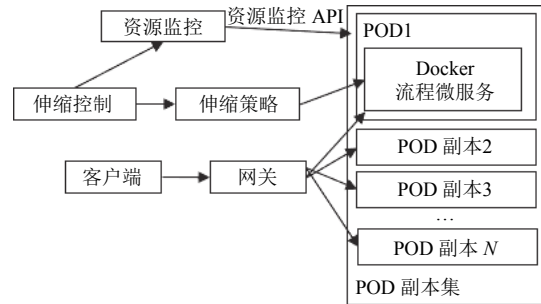 资源监控
资源监控 API
POD1
Docker
流程微服务
伸缩控制
伸缩策略
POD 副本2
客户端
网关
POD 副本3
…
POD 副本 N
POD 副本集